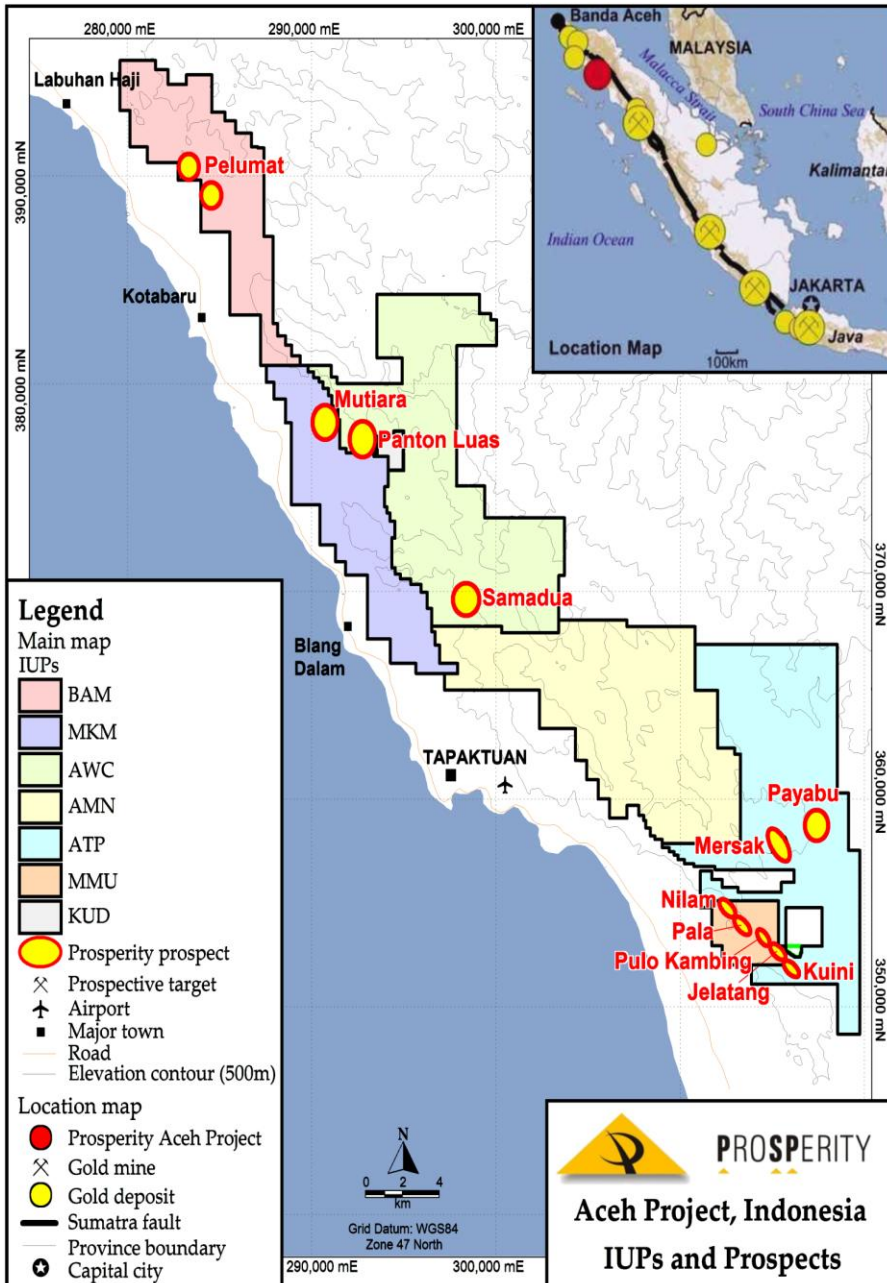 280,000 mE
290,000 mE
300,000 mE
Banda Aceh
MALAYSIA
Malacca Strait
South China Sea
Kalimantan
Indian Ocean
JAKARTA
Java
Location Map
100km
Labuhan Haji
Pelumat
390,000 mN
390,000 mN
Kotabaru
380,000 mN
380,000 mN
Mutiara
Panton Luas
Samadua
370,000 mN
Blang
Dalam
TAPAKTUAN
360,000 mN
Payabu
Mersak
Nilam
Pala
Pulo Kambing
Jelatang
Kuini
350,000 mN
Legend
Main map
IUPs
BAM
MKM
AWC
AMN
ATP
MMU
KUD
Prosperity prospect
Prospective target
Airport
Major town
Road
Elevation contour (500m)
Location map
Prosperity Aceh Project
Gold mine
Gold deposit
Sumatra fault
Province boundary
Capital city
N
0 2 4
km
Grid Datum: WGS84
Zone 47 North
290,000 mE
300,000 mE
PROSPERITY
Aceh Project, Indonesia
IUPs and Prospects